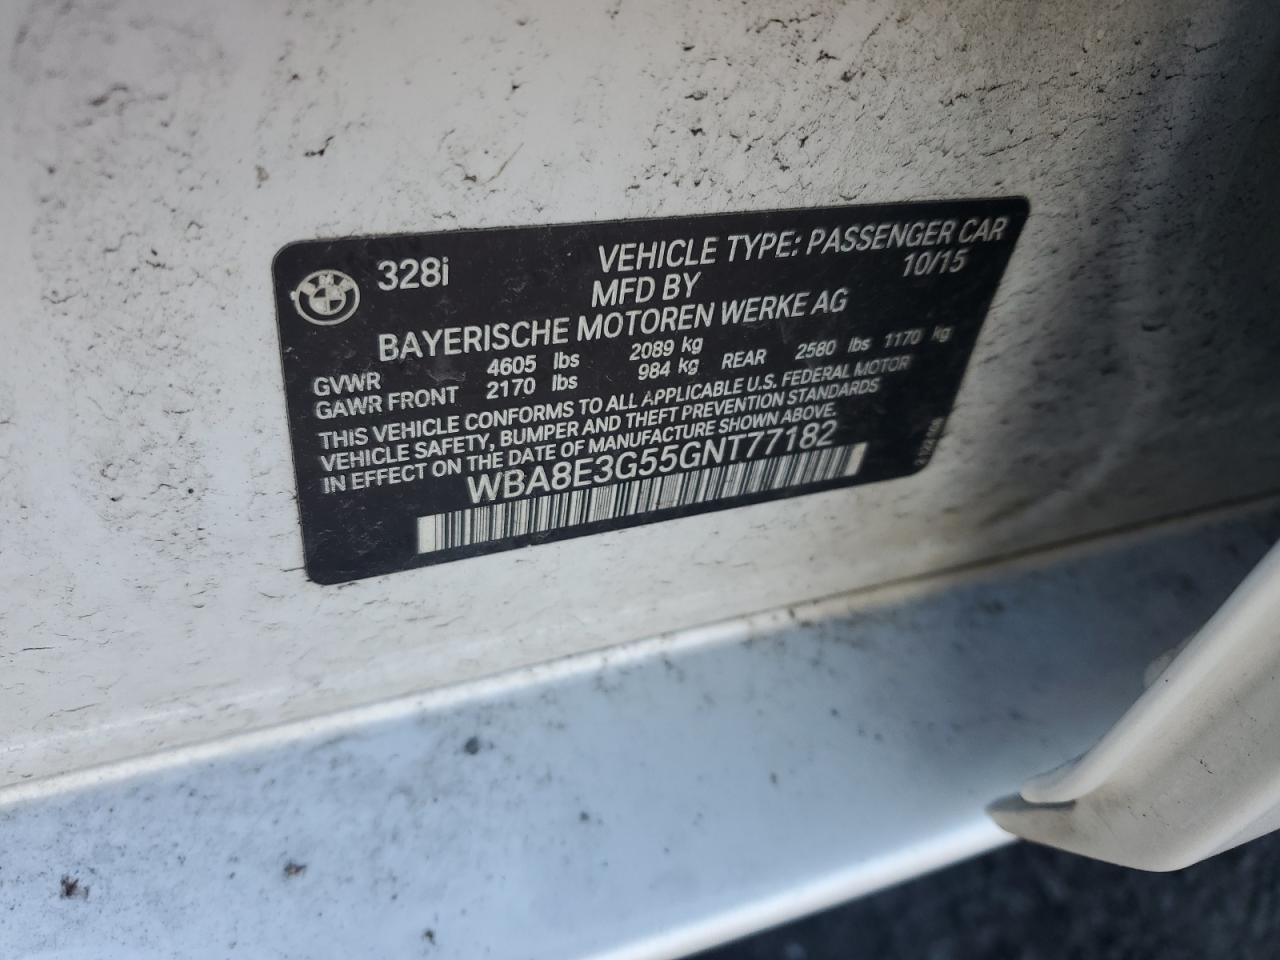 328i
VEHICLE TYPE: PASSENGER CAR
MFD BY 10/15
BAYERISCHE MOTOREN WERKE AG
GVWR 4605 lbs 2089 kg
GAWR FRONT 2170 lbs 984 kg REAR 2580 lbs 1170 kg
THIS VEHICLE CONFORMS TO ALL APPLICABLE U.S. FEDERAL MOTOR
VEHICLE SAFETY, BUMPER AND THEFT PREVENTION STANDARDS
IN EFFECT ON THE DATE OF MANUFACTURE SHOWN ABOVE.
WBA8E3G55GNT77182